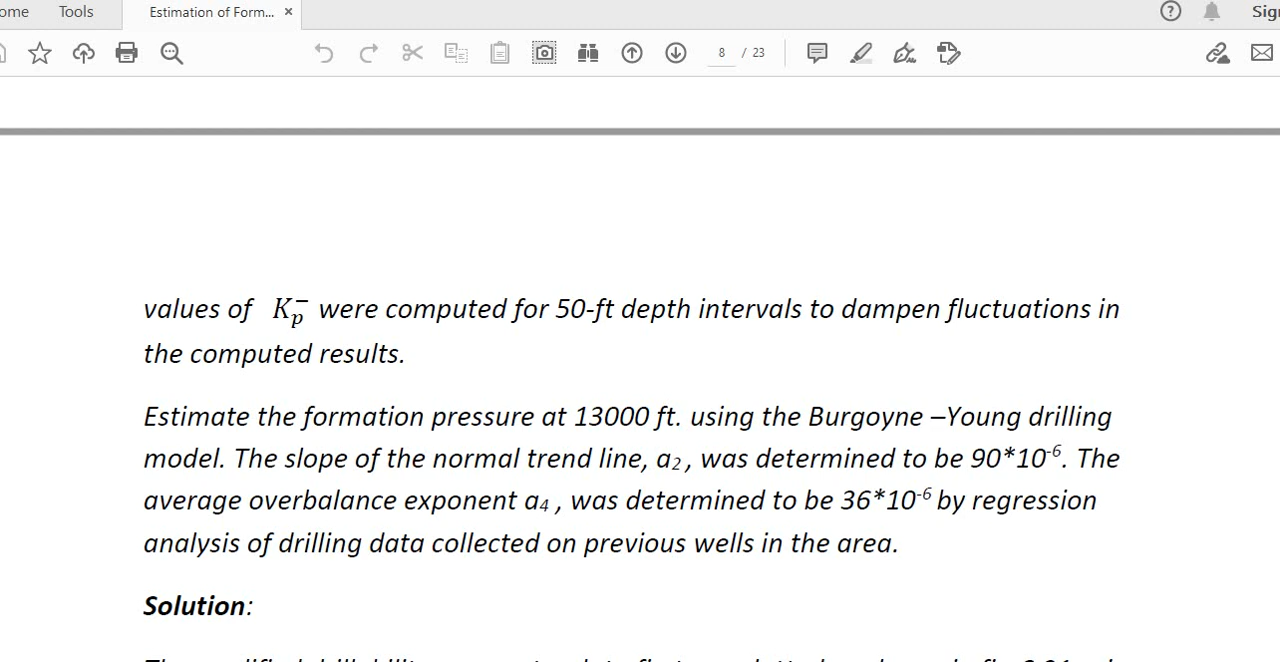 ome Tools Estimation of Form... × Sig
8 / 23
values of K̄p were computed for 50-ft depth intervals to dampen fluctuations in
the computed results.
Estimate the formation pressure at 13000 ft. using the Burgoyne –Young drilling
model. The slope of the normal trend line, a₂ , was determined to be 90*10⁻⁶. The
average overbalance exponent a₄ , was determined to be 36*10⁻⁶ by regression
analysis of drilling data collected on previous wells in the area.
Solution: